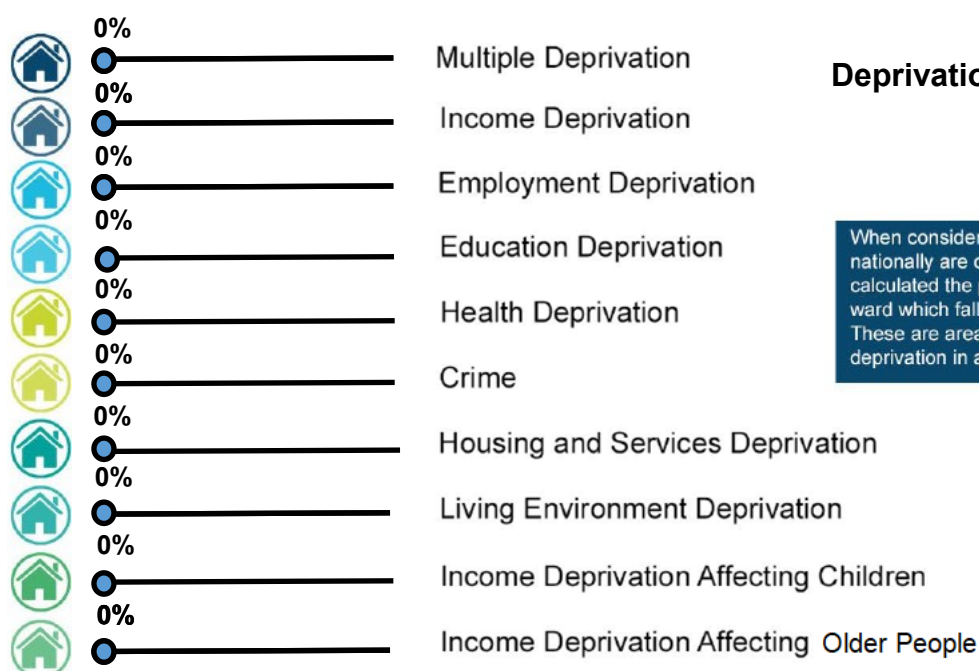 0%
Multiple Deprivation
Deprivatio
0%
Income Deprivation
0%
Employment Deprivation
0%
Education Deprivation
When consider
nationally are
calculated the
ward which fall
These are area
deprivation in a
0%
Health Deprivation
0%
Crime
0%
Housing and Services Deprivation
0%
Living Environment Deprivation
0%
Income Deprivation Affecting Children
0%
Income Deprivation Affecting Older People